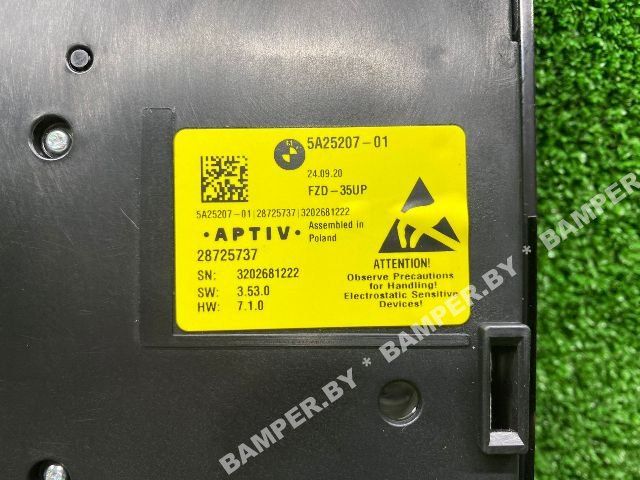 5A25207-01
24.09.20
FZD-35UP
5A25207-01|28725737|3202681222
• APTIV •
Assembled in
Poland
28725737
SN: 3202681222
SW: 3.53.0
HW: 7.1.0
ATTENTION!
Observe Precautions
for Handling!
Electrostatic Sensitive
Devices!
BAMPER.BY * BAMPER.BY * BAMPER.BY